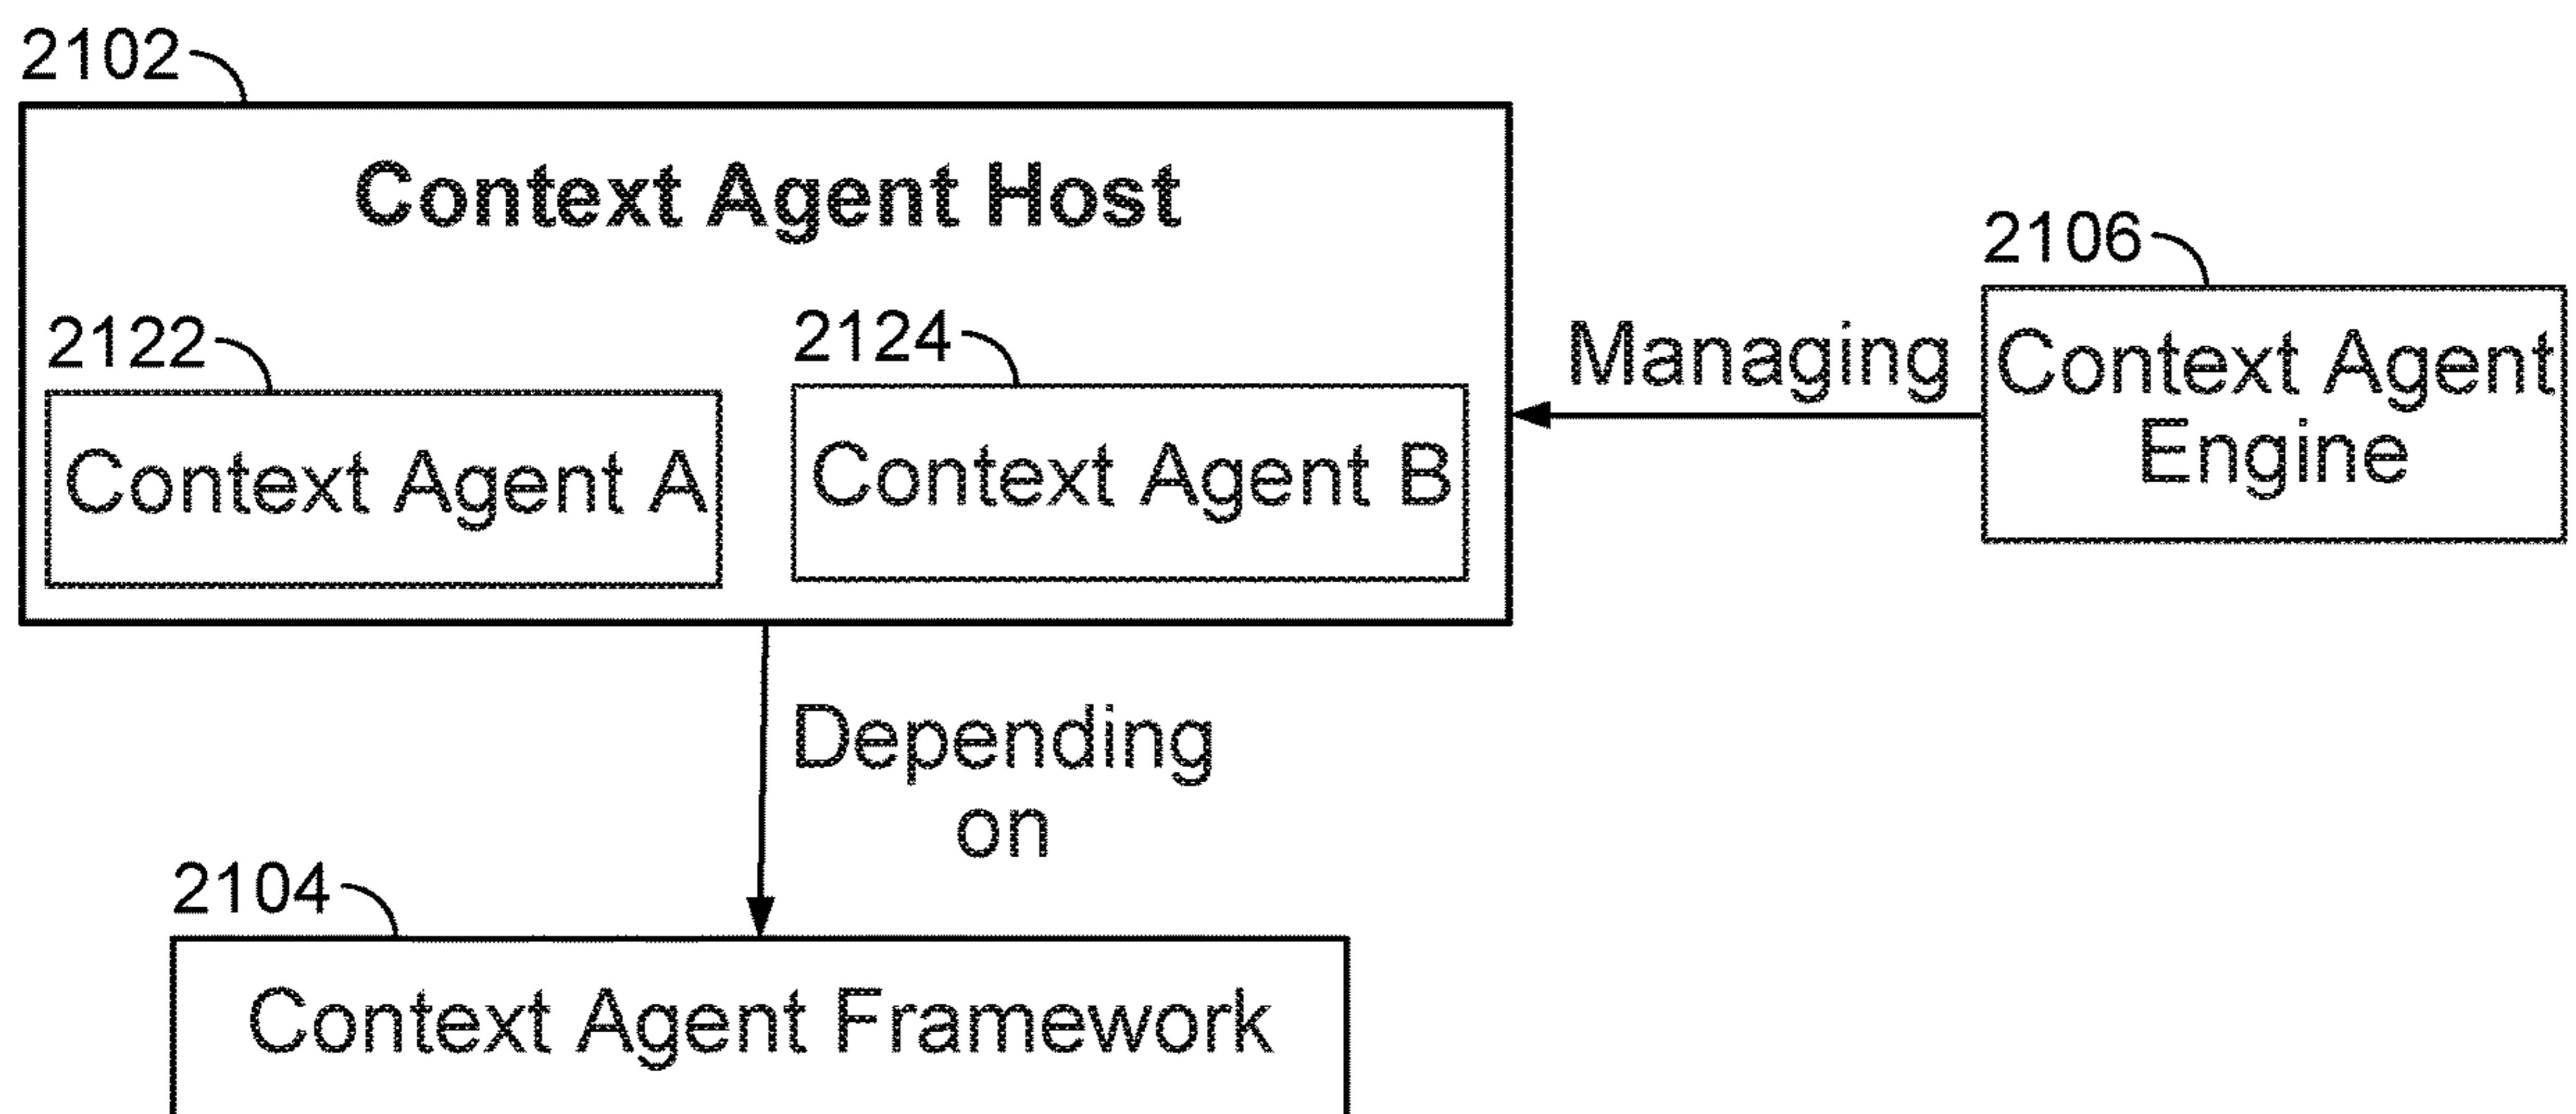 2102
Context Agent Host
2122
2124
Context Agent A
Context Agent B
2106
Managing
Context Agent
Engine
Depending
on
2104
Context Agent Framework